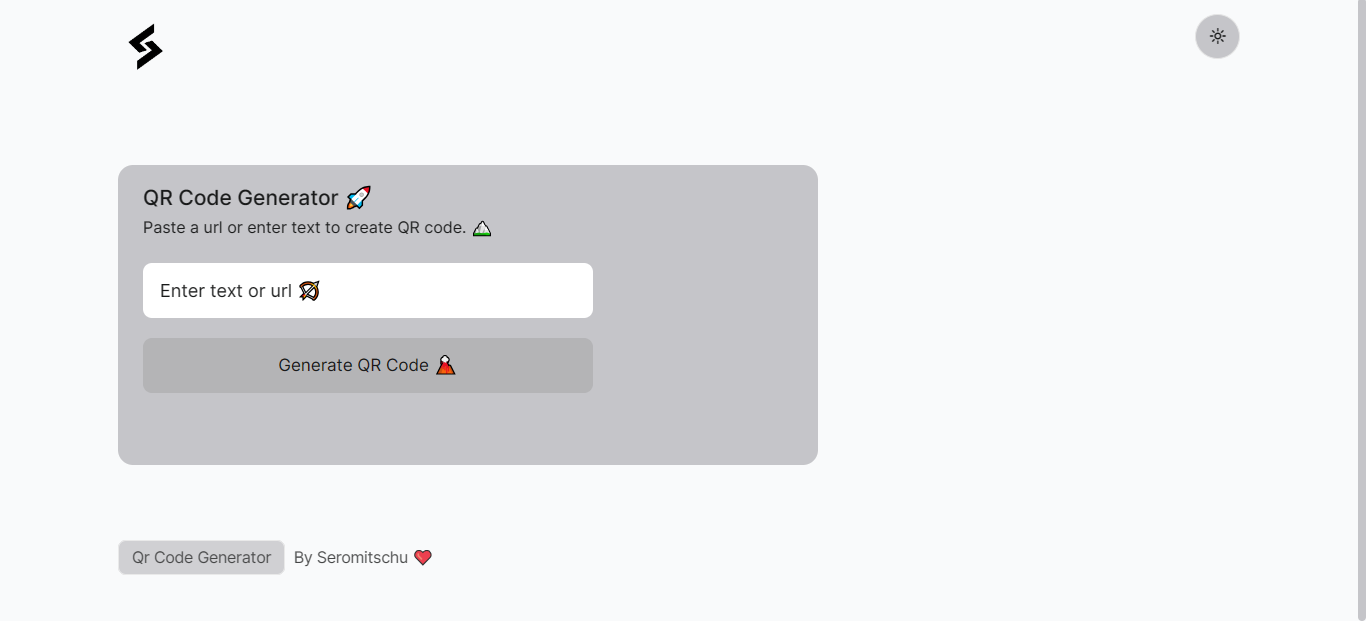 QR Code Generator 🚀
Paste a url or enter text to create QR code. 🏔
Enter text or url 🏹
Generate QR Code 🌋
Qr Code Generator By Seromitschu ❤️